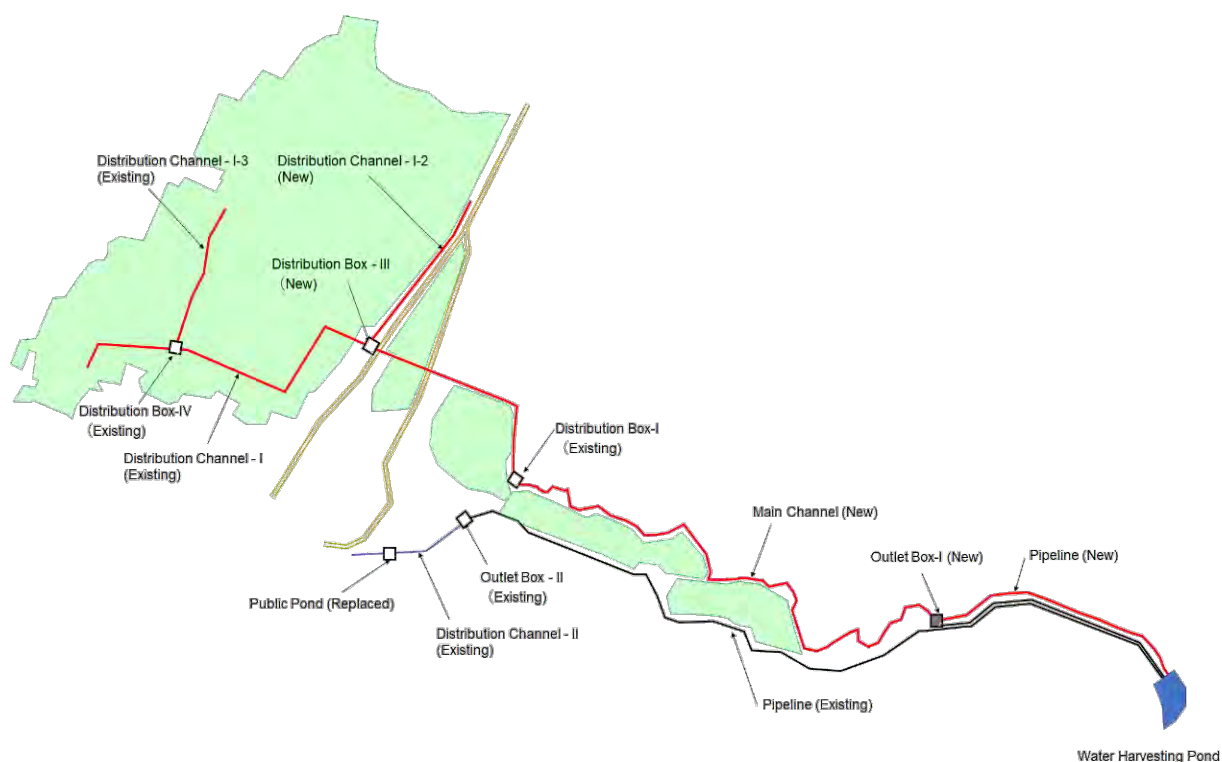 Distribution Channel - I-3
(Existing)
Distribution Channel - I-2
(New)
Distribution Box - III
(New)
Distribution Box-IV
(Existing)
Distribution Channel - I
(Existing)
Distribution Box-I
(Existing)
Main Channel (New)
Outlet Box-I (New)
Pipeline (New)
Outlet Box - II
(Existing)
Public Pond (Replaced)
Distribution Channel - II
(Existing)
Pipeline (Existing)
Water Harvesting Pond